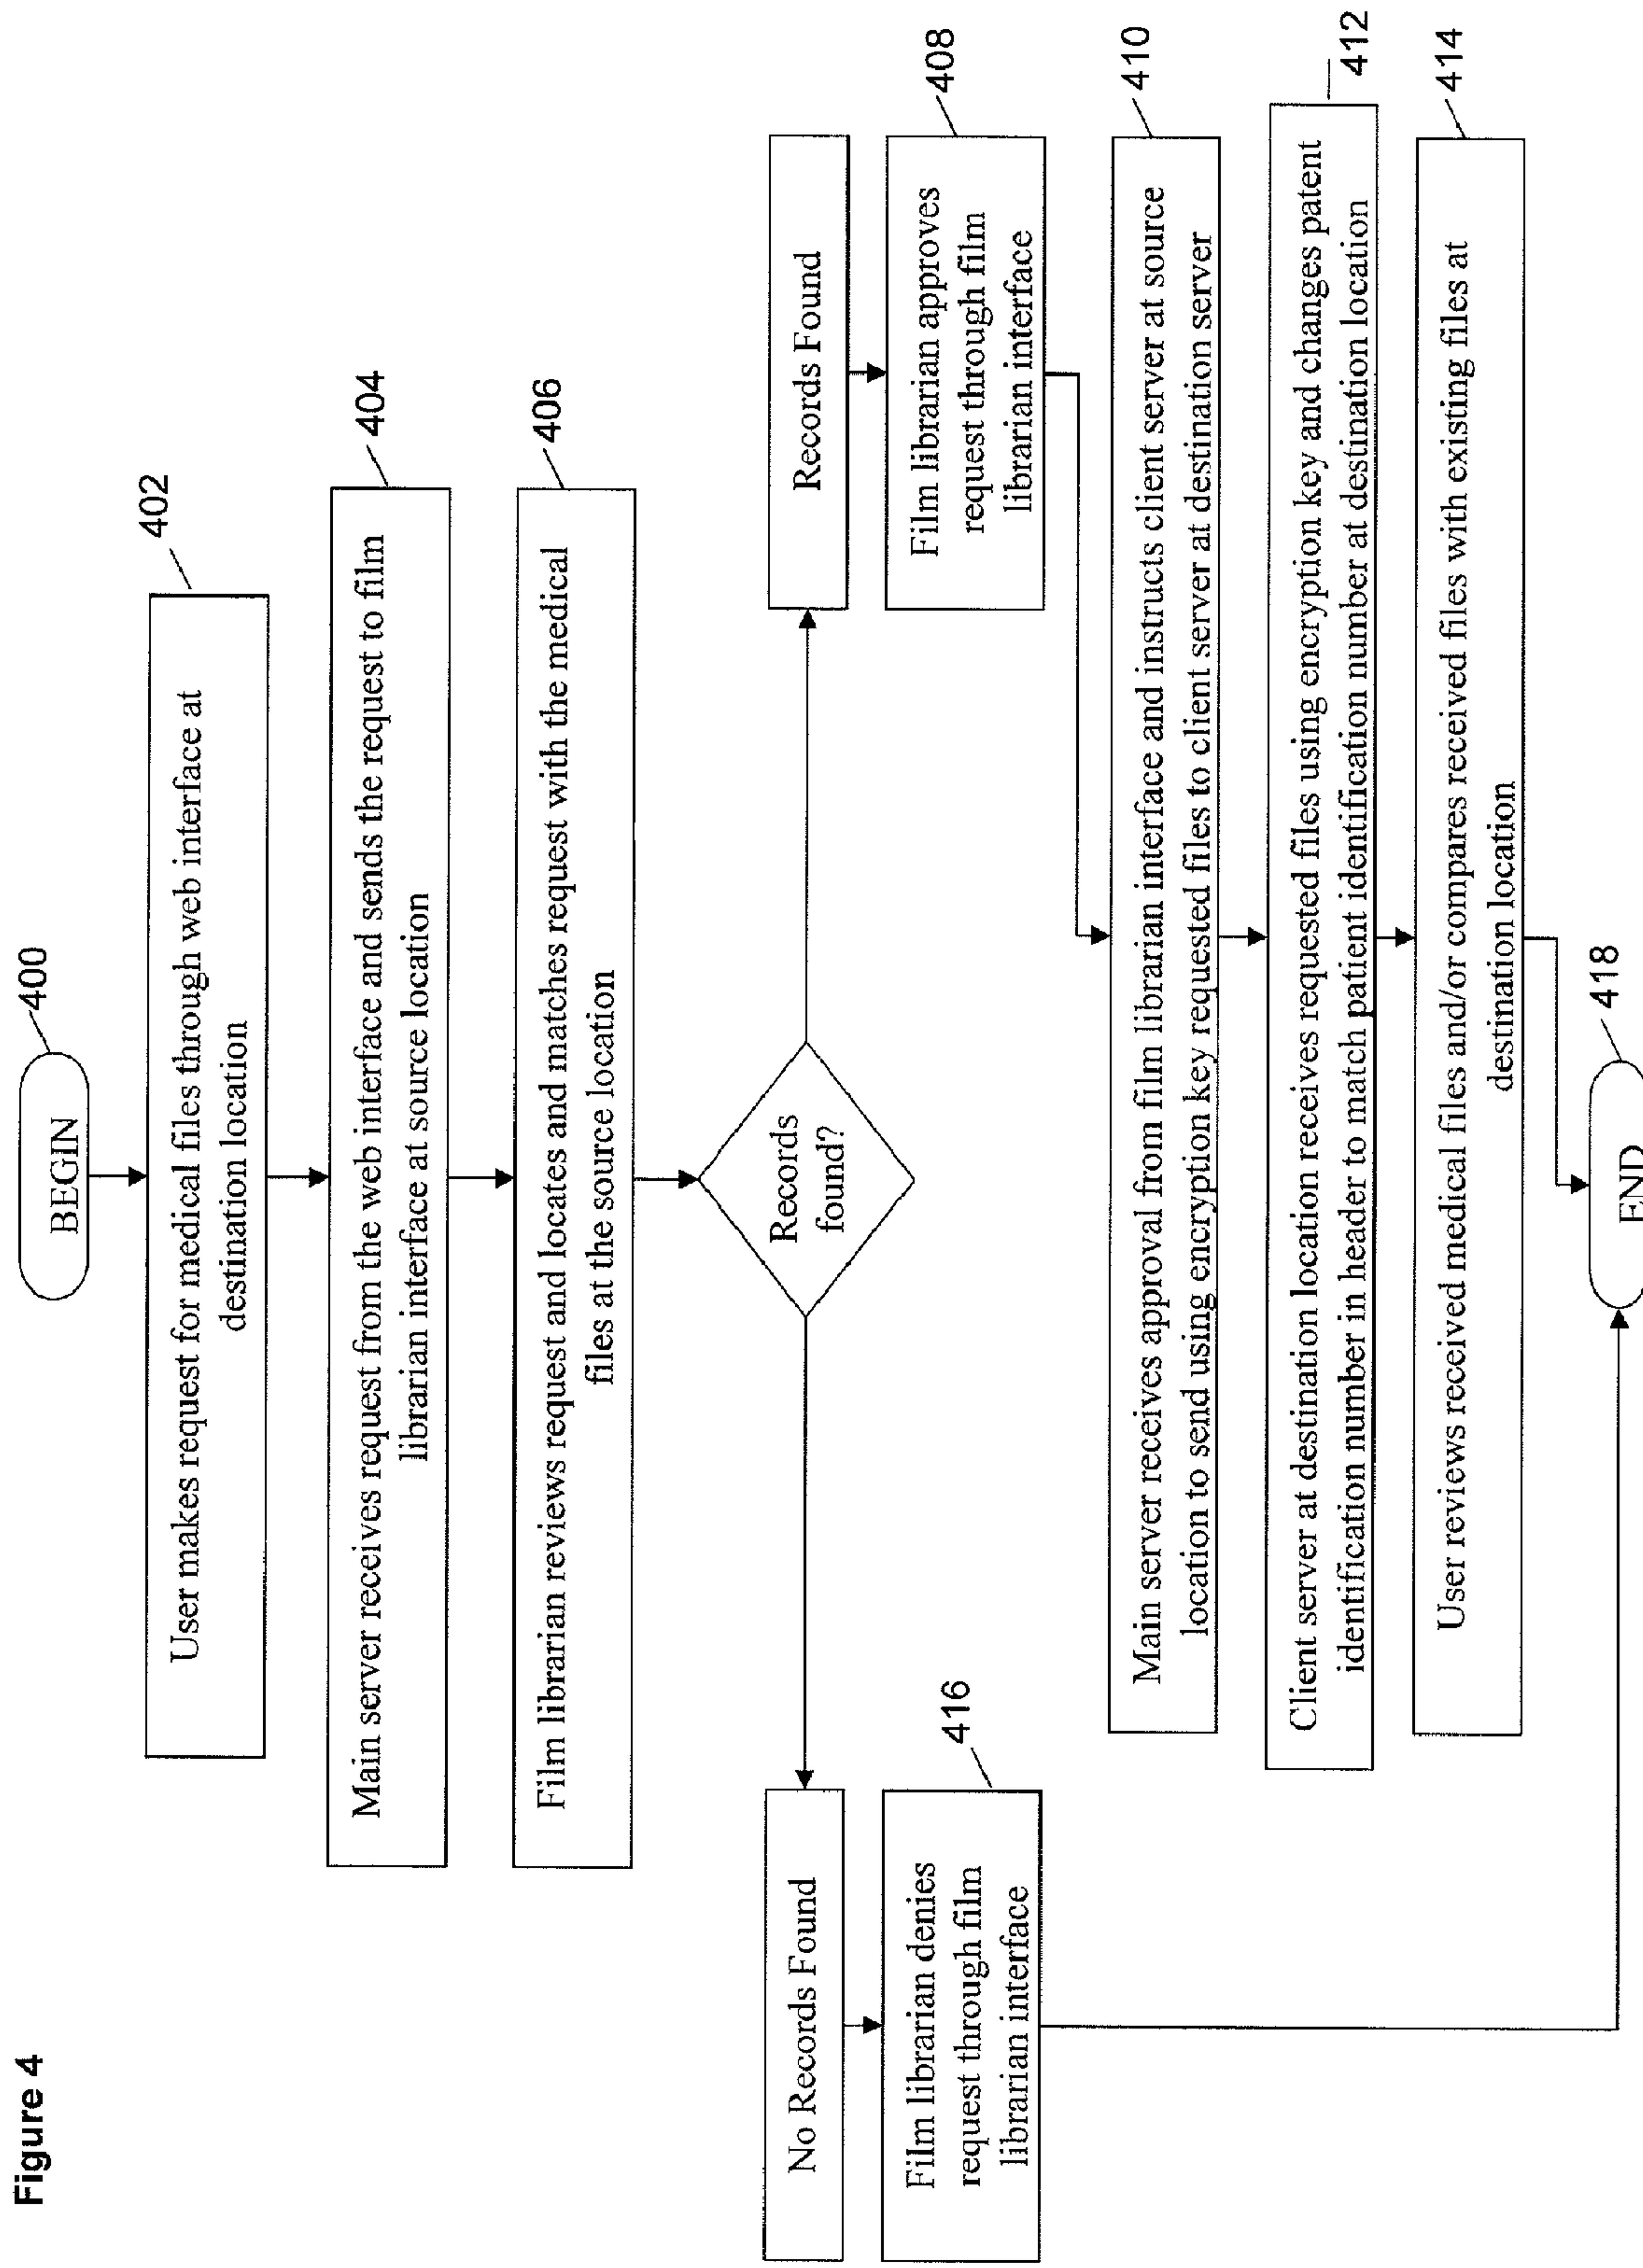 Figure 4
BEGIN
400
User makes request for medical files through web interface at
destination location
402
Main server receives request from the web interface and sends the request to film
librarian interface at source location
404
Film librarian reviews request and locates and matches request with the medical
files at the source location
406
Records
found?
No Records Found
Film librarian denies
request through film
librarian interface
416
Records Found
Film librarian approves
request through film
librarian interface
408
Main server receives approval from film librarian interface and instructs client server at source
location to send using encryption key requested files to client server at destination server
410
Client server at destination location receives requested files using encryption key and changes patent
identification number in header to match patient identification number at destination location
412
User reviews received medical files and/or compares received files with existing files at
destination location
414
END
418